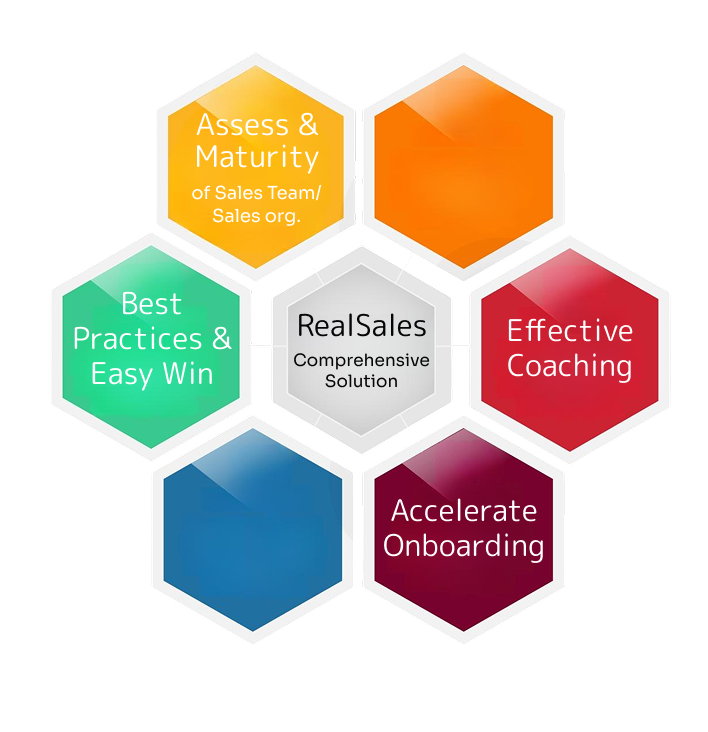 Assess &
Maturity
of Sales Team/
Sales org.
Best
Practices &
Easy Win
RealSales
Comprehensive
Solution
Effective
Coaching
Accelerate
Onboarding